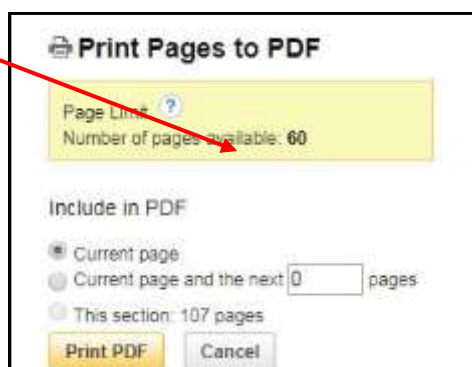 Print Pages to PDF
Page Limit ?
Number of pages available: 60
Include in PDF
Current page
Current page and the next 0 pages
This section: 107 pages
Print PDF Cancel